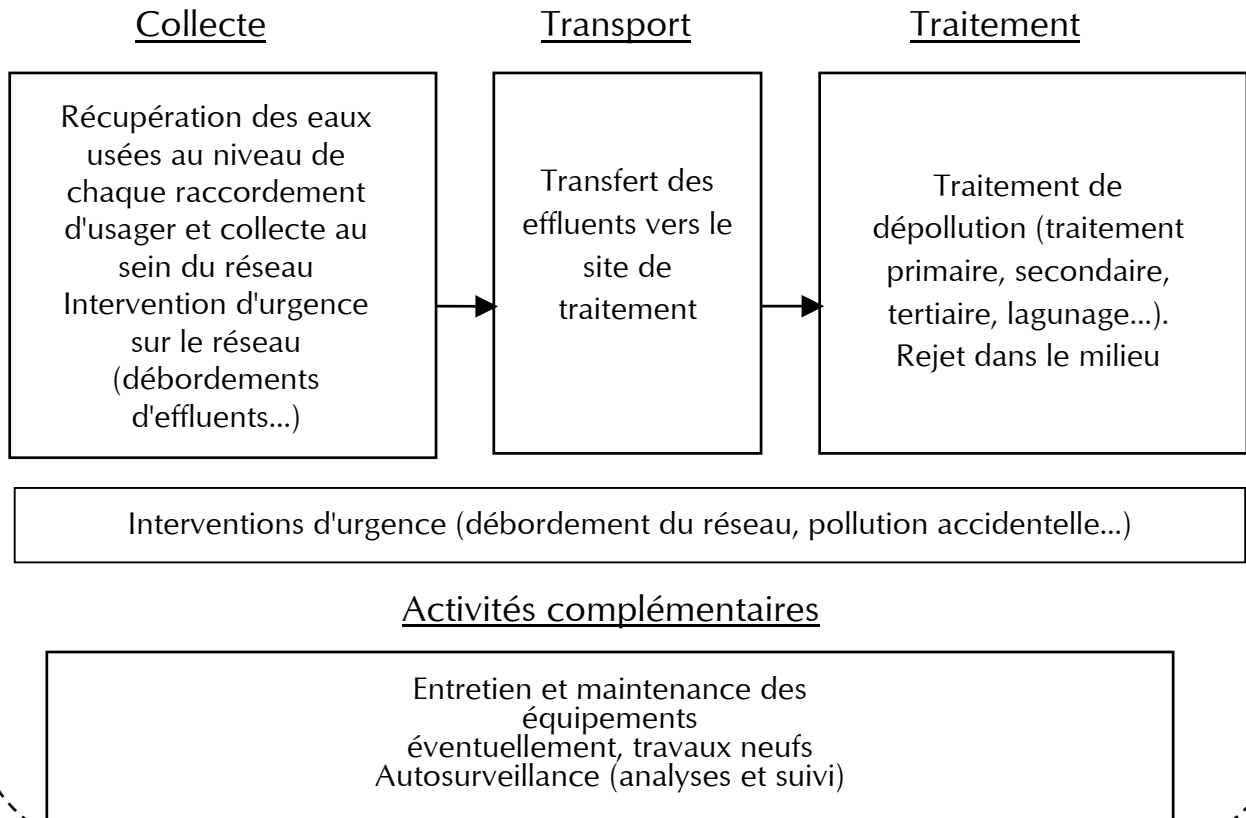 Collecte
Transport
Traitement
Récupération des eaux
usées au niveau de
chaque raccordement
d'usager et collecte au
sein du réseau
Intervention d'urgence
sur le réseau
(débordements
d'effluents...)
Transfert des
effluents vers le
site de
traitement
Traitement de
dépollution (traitement
primaire, secondaire,
tertiaire, lagunage...).
Rejet dans le milieu
Interventions d'urgence (débordement du réseau, pollution accidentelle...)
Activités complémentaires
Entretien et maintenance des
équipements
éventuellement, travaux neufs
Autosurveillance (analyses et suivi)